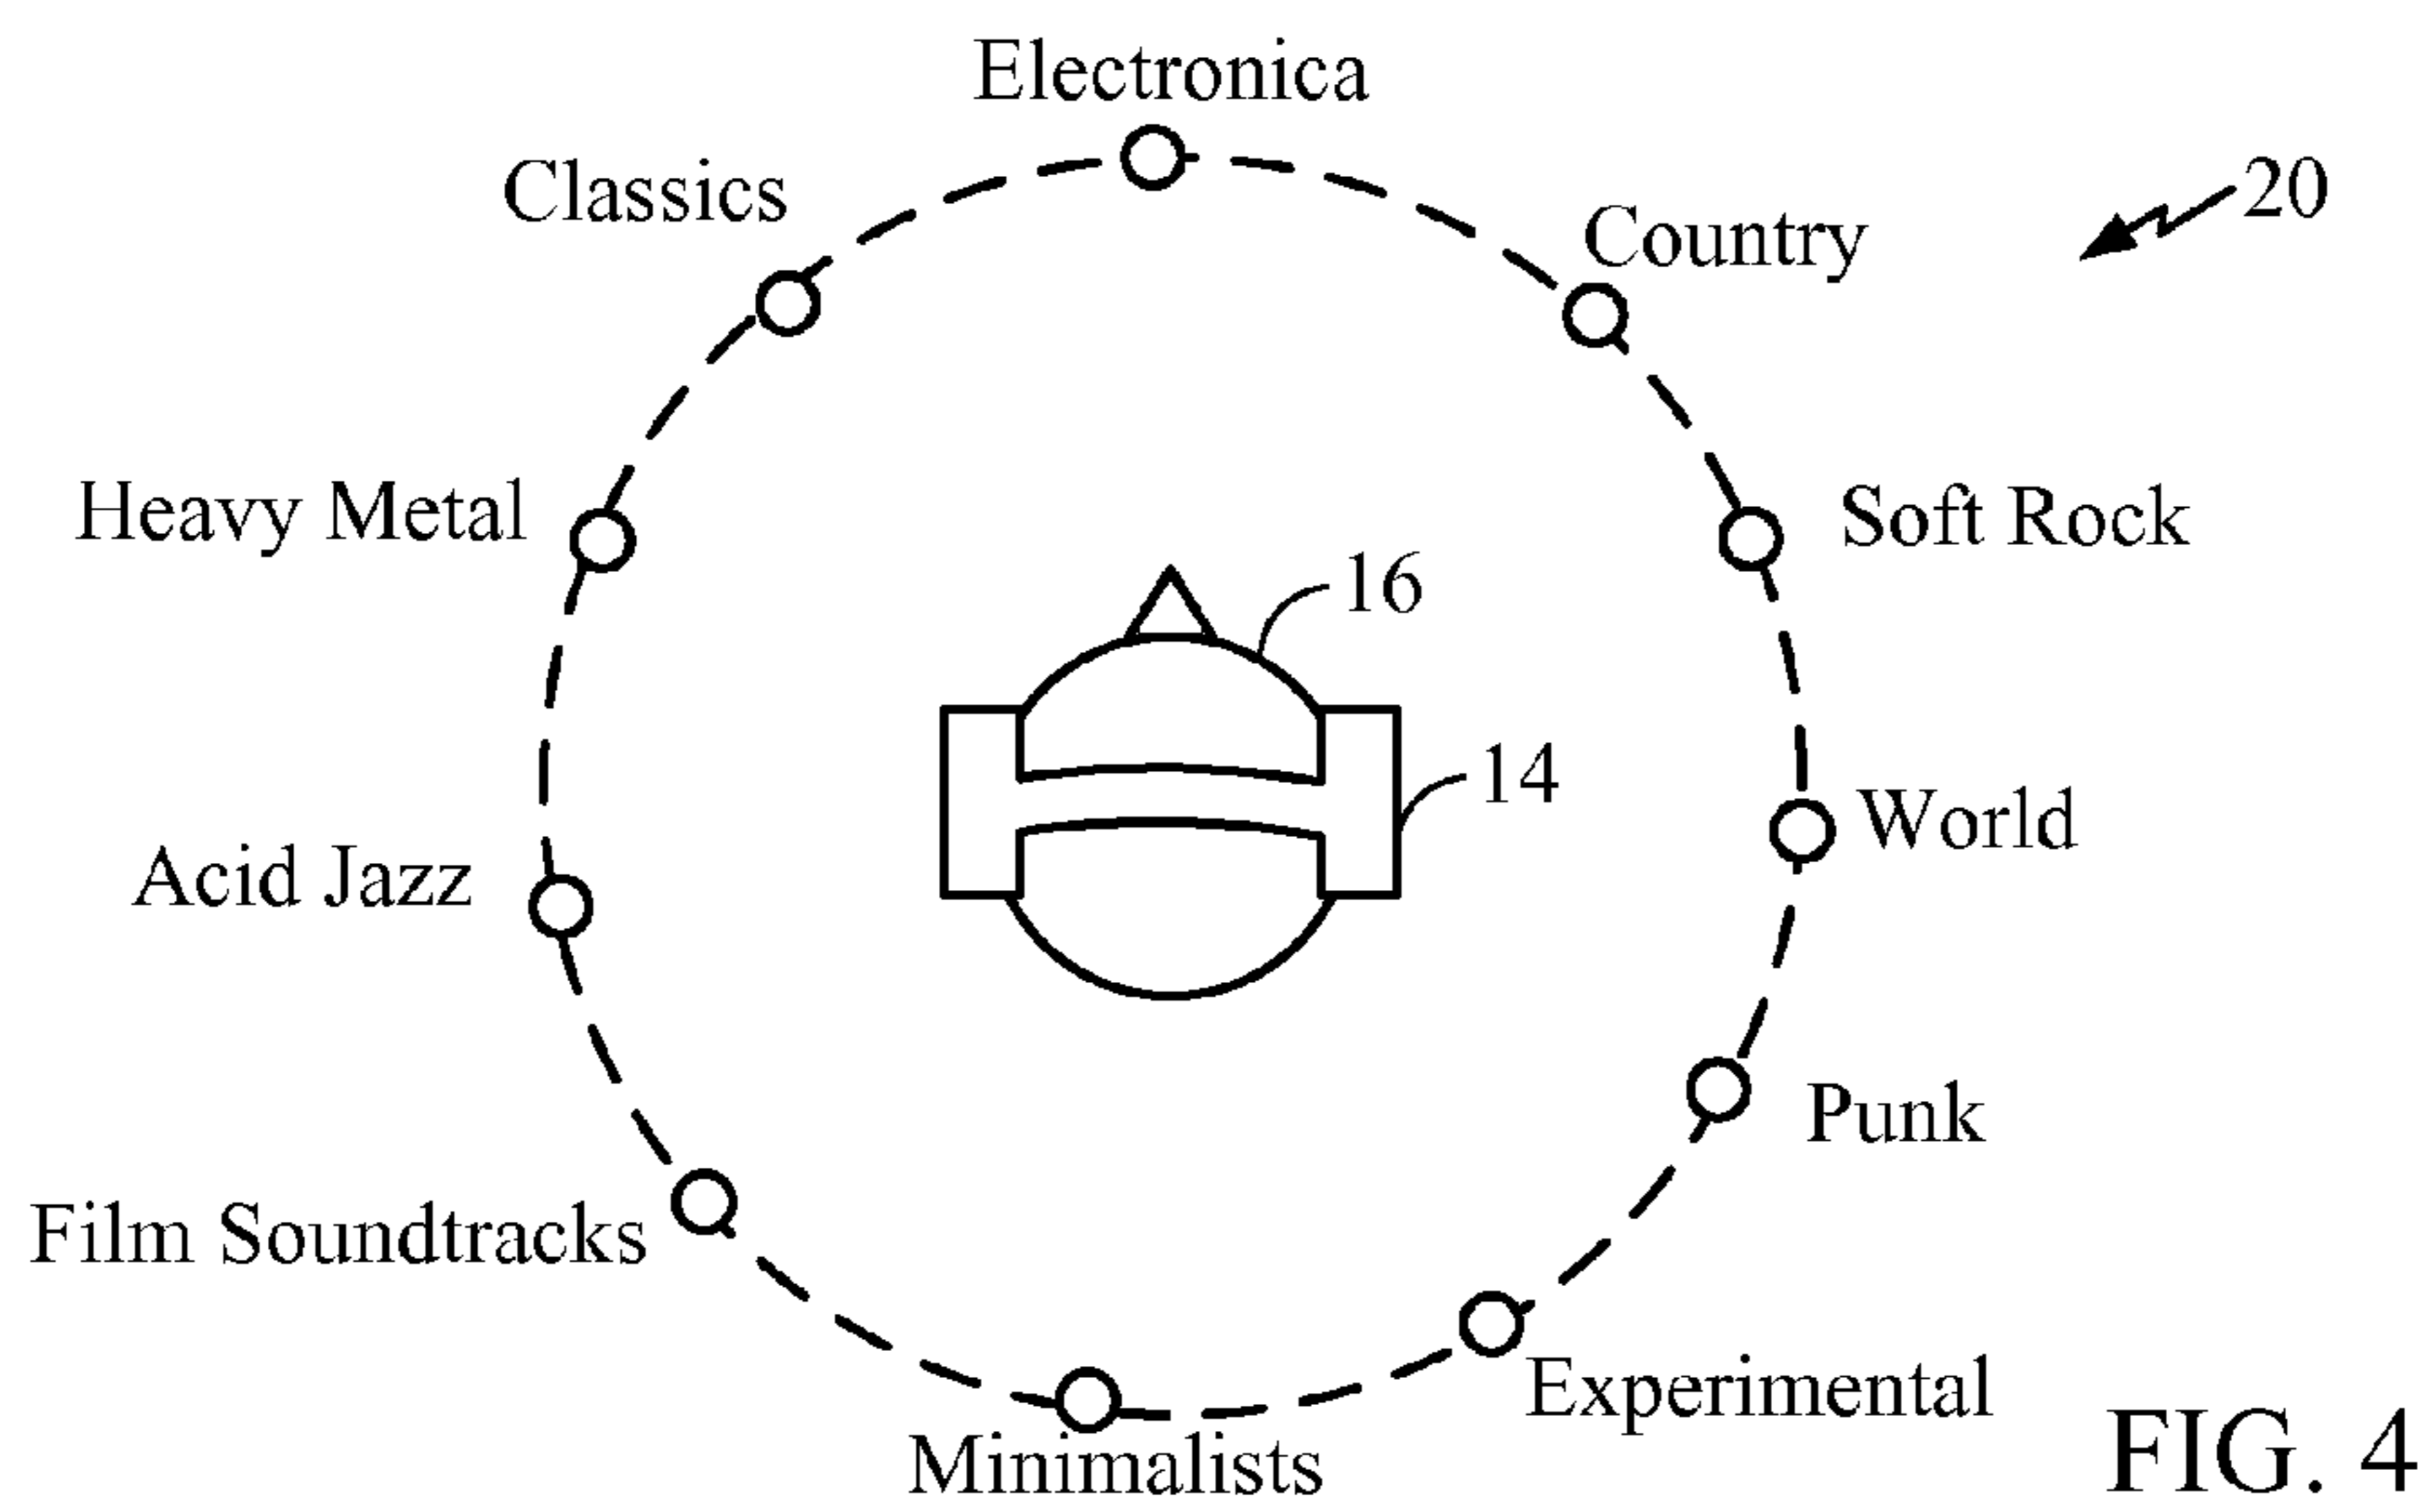 Electronica
Classics
20
Country
Heavy Metal
Soft Rock
16
14
World
Acid Jazz
Punk
Film Soundtracks
Experimental
Minimalists
FIG. 4